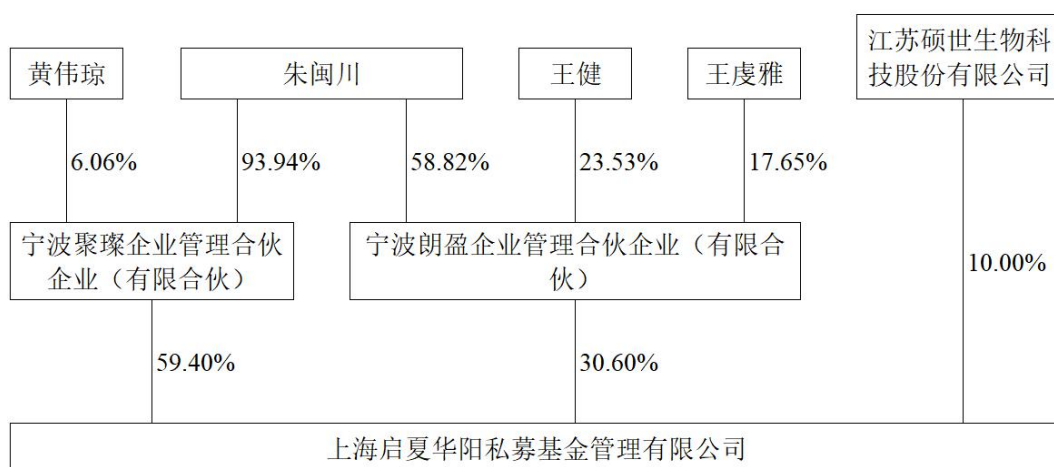 黄伟琼
朱闽川
王健
王虔雅
江苏硕世生物科
技股份有限公司
6.06%
93.94%
58.82%
23.53%
17.65%
宁波聚璨企业管理合伙
企业（有限合伙）
宁波朗盈企业管理合伙企业（有限合
伙）
10.00%
59.40%
30.60%
上海启夏华阳私募基金管理有限公司